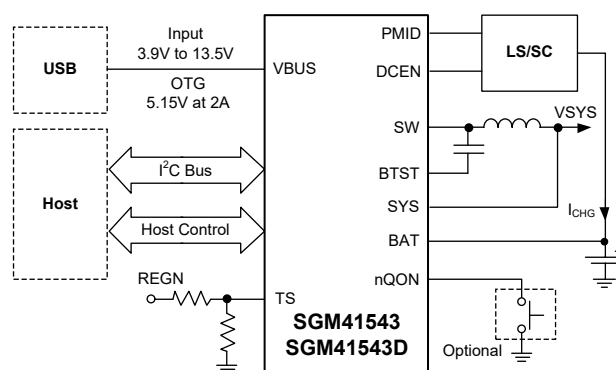 USB
Input
3.9V to 13.5V
OTG
5.15V at 2A
Host
I²C Bus
Host Control
REGN
VBUS
TS
PMID
DCEN
SW
BTST
SYS
BAT
nQON
SGM41543
SGM41543D
LS/SC
VSYS
ICHG
+
Optional